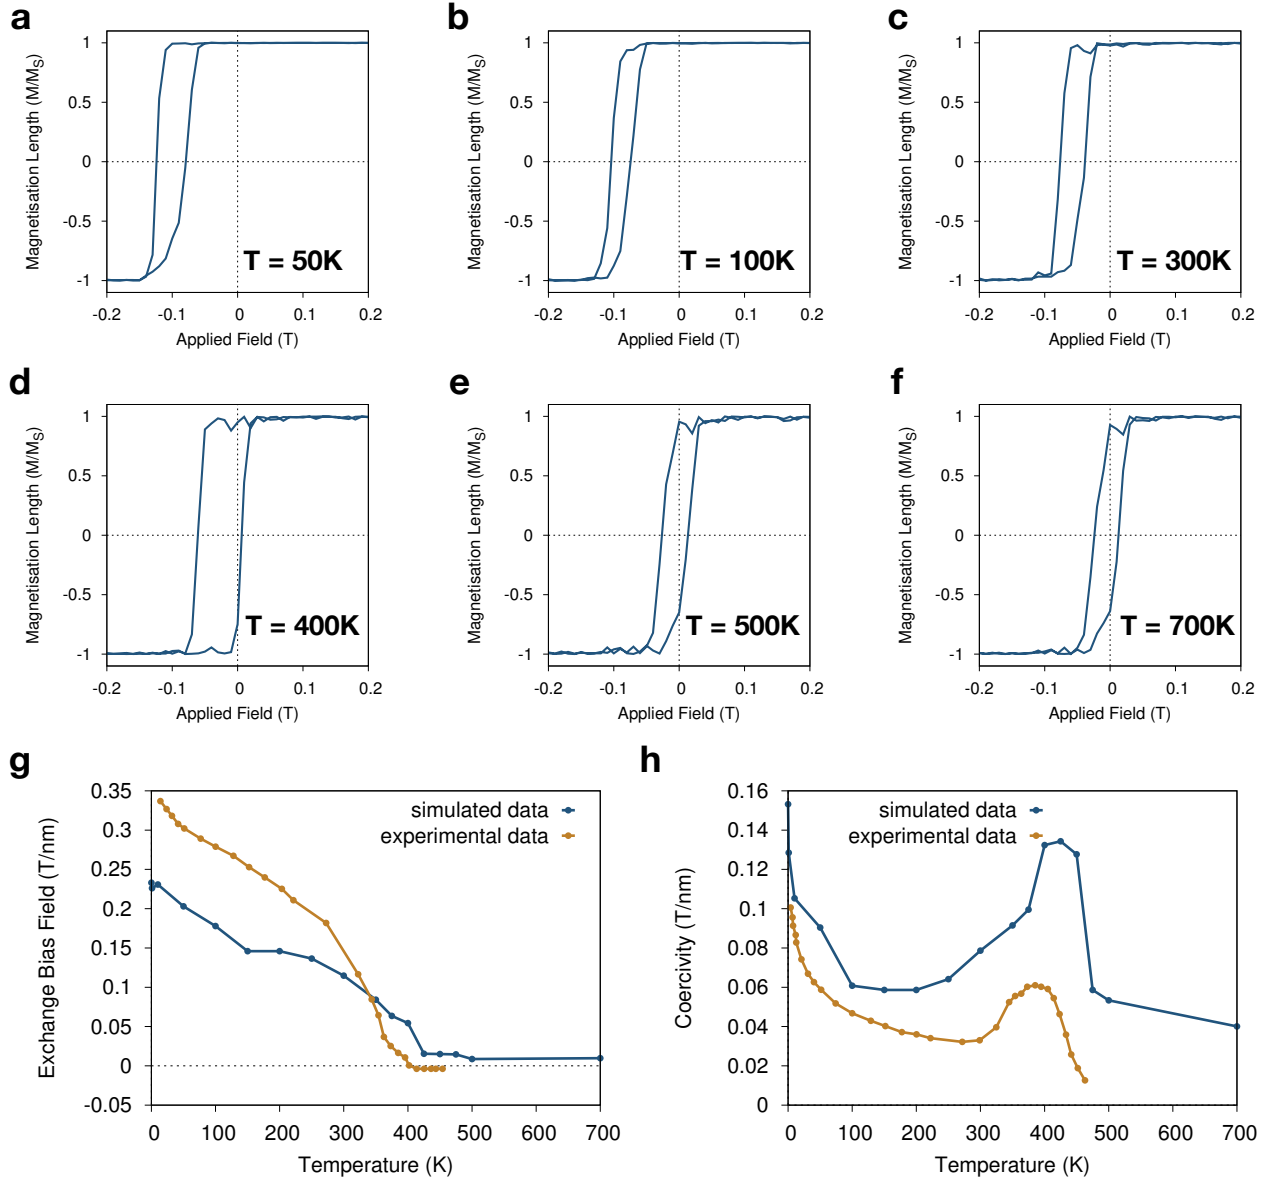 a
Magnetisation Length (M/MS)
1
0.5
0
-0.5
-1
T = 50K
-0.2 -0.1 0 0.1 0.2
Applied Field (T)
b
Magnetisation Length (M/MS)
1
0.5
0
-0.5
-1
T = 100K
-0.2 -0.1 0 0.1 0.2
Applied Field (T)
c
Magnetisation Length (M/MS)
1
0.5
0
-0.5
-1
T = 300K
-0.2 -0.1 0 0.1 0.2
Applied Field (T)
d
Magnetisation Length (M/MS)
1
0.5
0
-0.5
-1
T = 400K
-0.2 -0.1 0 0.1 0.2
Applied Field (T)
e
Magnetisation Length (M/MS)
1
0.5
0
-0.5
-1
T = 500K
-0.2 -0.1 0 0.1 0.2
Applied Field (T)
f
Magnetisation Length (M/MS)
1
0.5
0
-0.5
-1
T = 700K
-0.2 -0.1 0 0.1 0.2
Applied Field (T)
g
Exchange Bias Field (T/nm)
0.35
0.3
0.25
0.2
0.15
0.1
0.05
0
-0.05
simulated data
experimental data
0 100 200 300 400 500 600 700
Temperature (K)
h
Coercivity (T/nm)
0.16
0.14
0.12
0.1
0.08
0.06
0.04
0.02
0
simulated data
experimental data
0 100 200 300 400 500 600 700
Temperature (K)